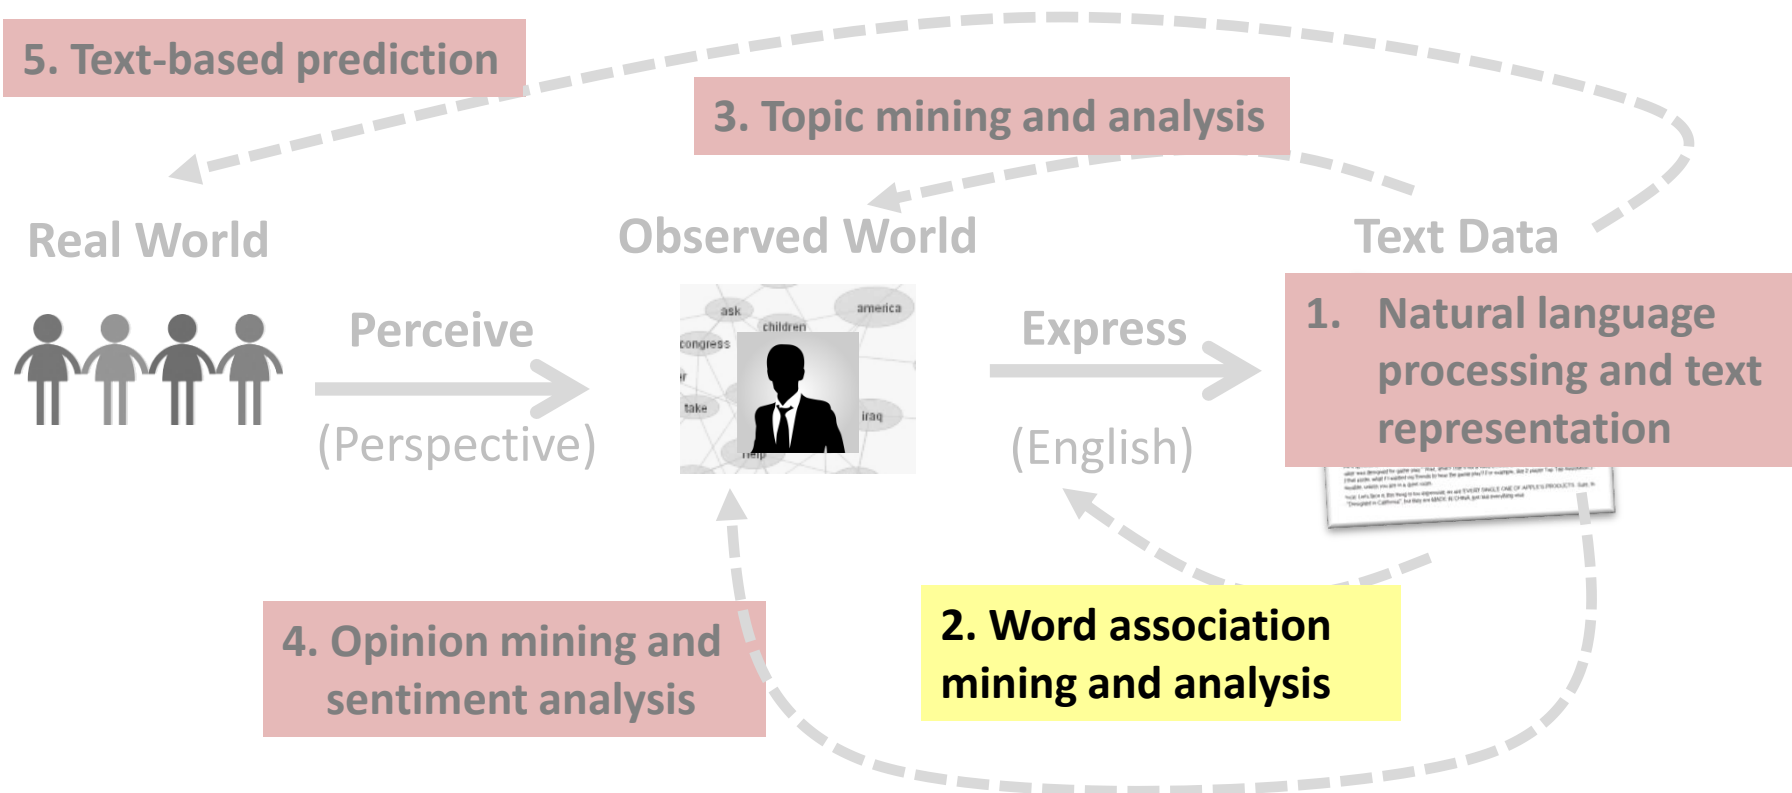 5. Text-based prediction
3. Topic mining and analysis
Real World
Observed World
Text Data
ask
america
children
congress
take
iraq
Perceive
(Perspective)
Express
(English)
1. Natural language
processing and text
representation
4. Opinion mining and
sentiment analysis
2. Word association
mining and analysis